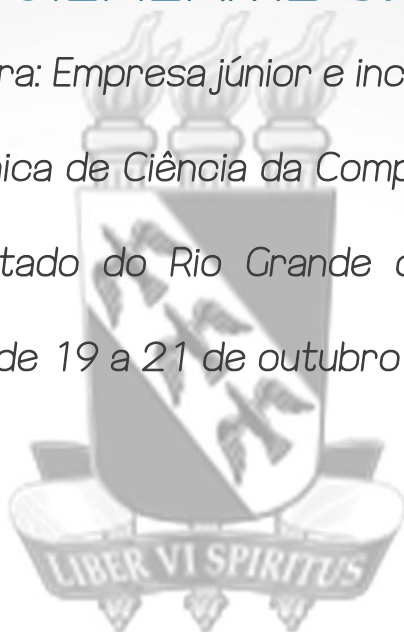 ra: Empresa júnior e inc
nica de Ciência da Comp
tado do Rio Grande
de 19 a 21 de outubro
LIBER VI SPIRITUS